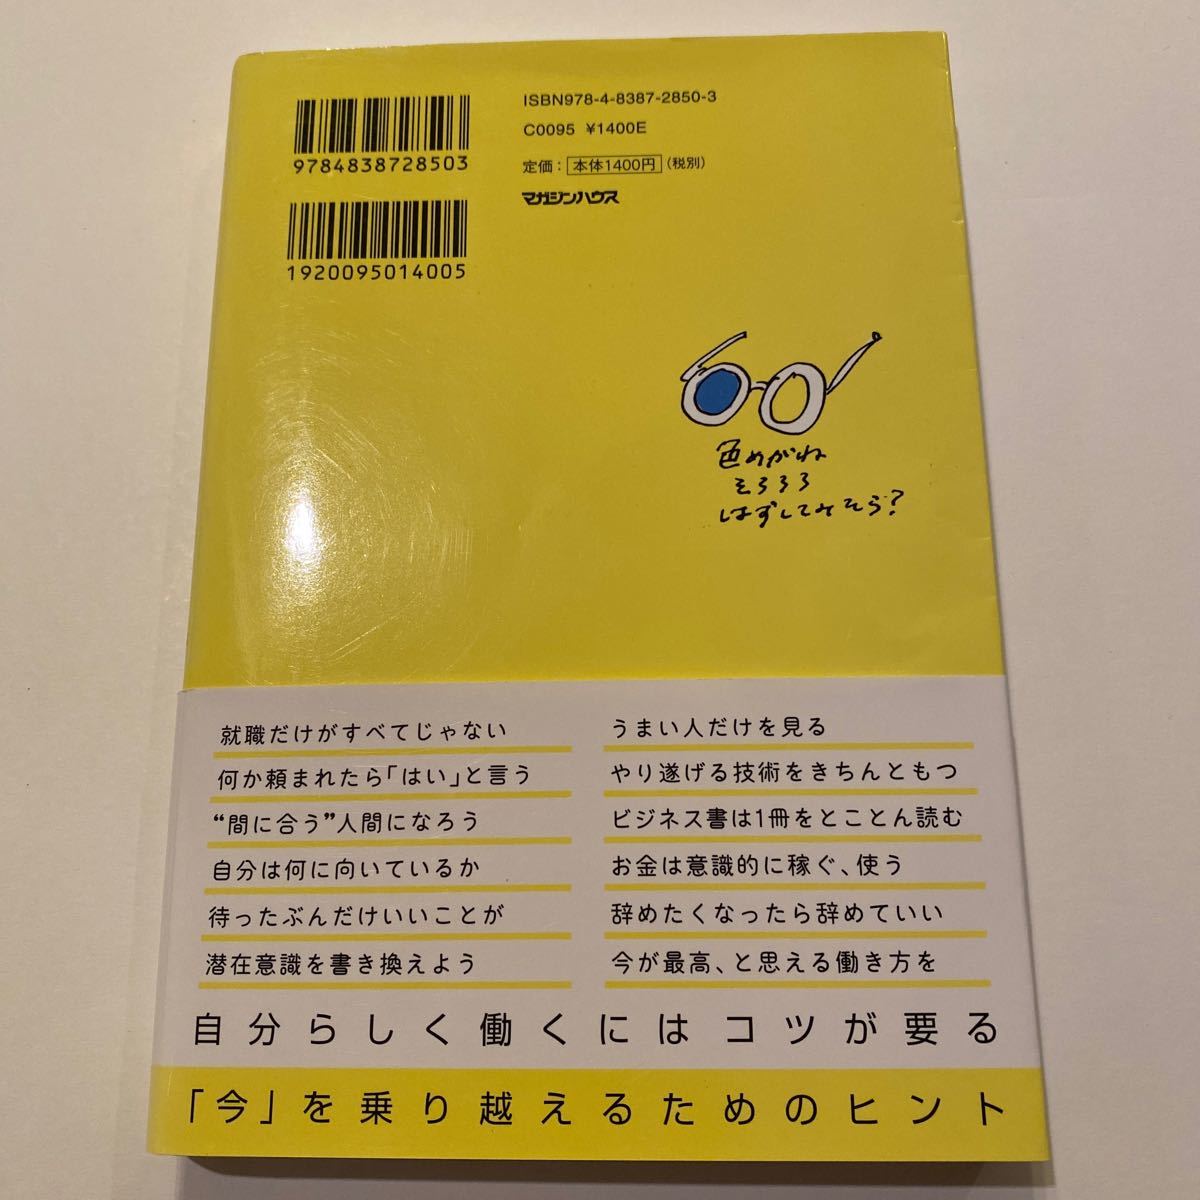 ISBN978-4-8387-2850-3
C0095 ¥1400E
定価：本体1400円（税別）
マガジンハウス
9784838728503
1920095014005
色めがね
そろそろ
はずしてみそう？
就職だけがすべてじゃない
何か頼まれたら「はい」と言う
“間に合う”人間になろう
自分は何に向いているか
待ったぶんだけいいことが
潜在意識を書き換えよう
うまい人だけを見る
やり遂げる技術をきちんともつ
ビジネス書は1冊をとことん読む
お金は意識的に稼ぐ、使う
辞めたくなったら辞めていい
今が最高、と思える働き方を
自分らしく働くにはコツが要る
「今」を乗り越えるためのヒント